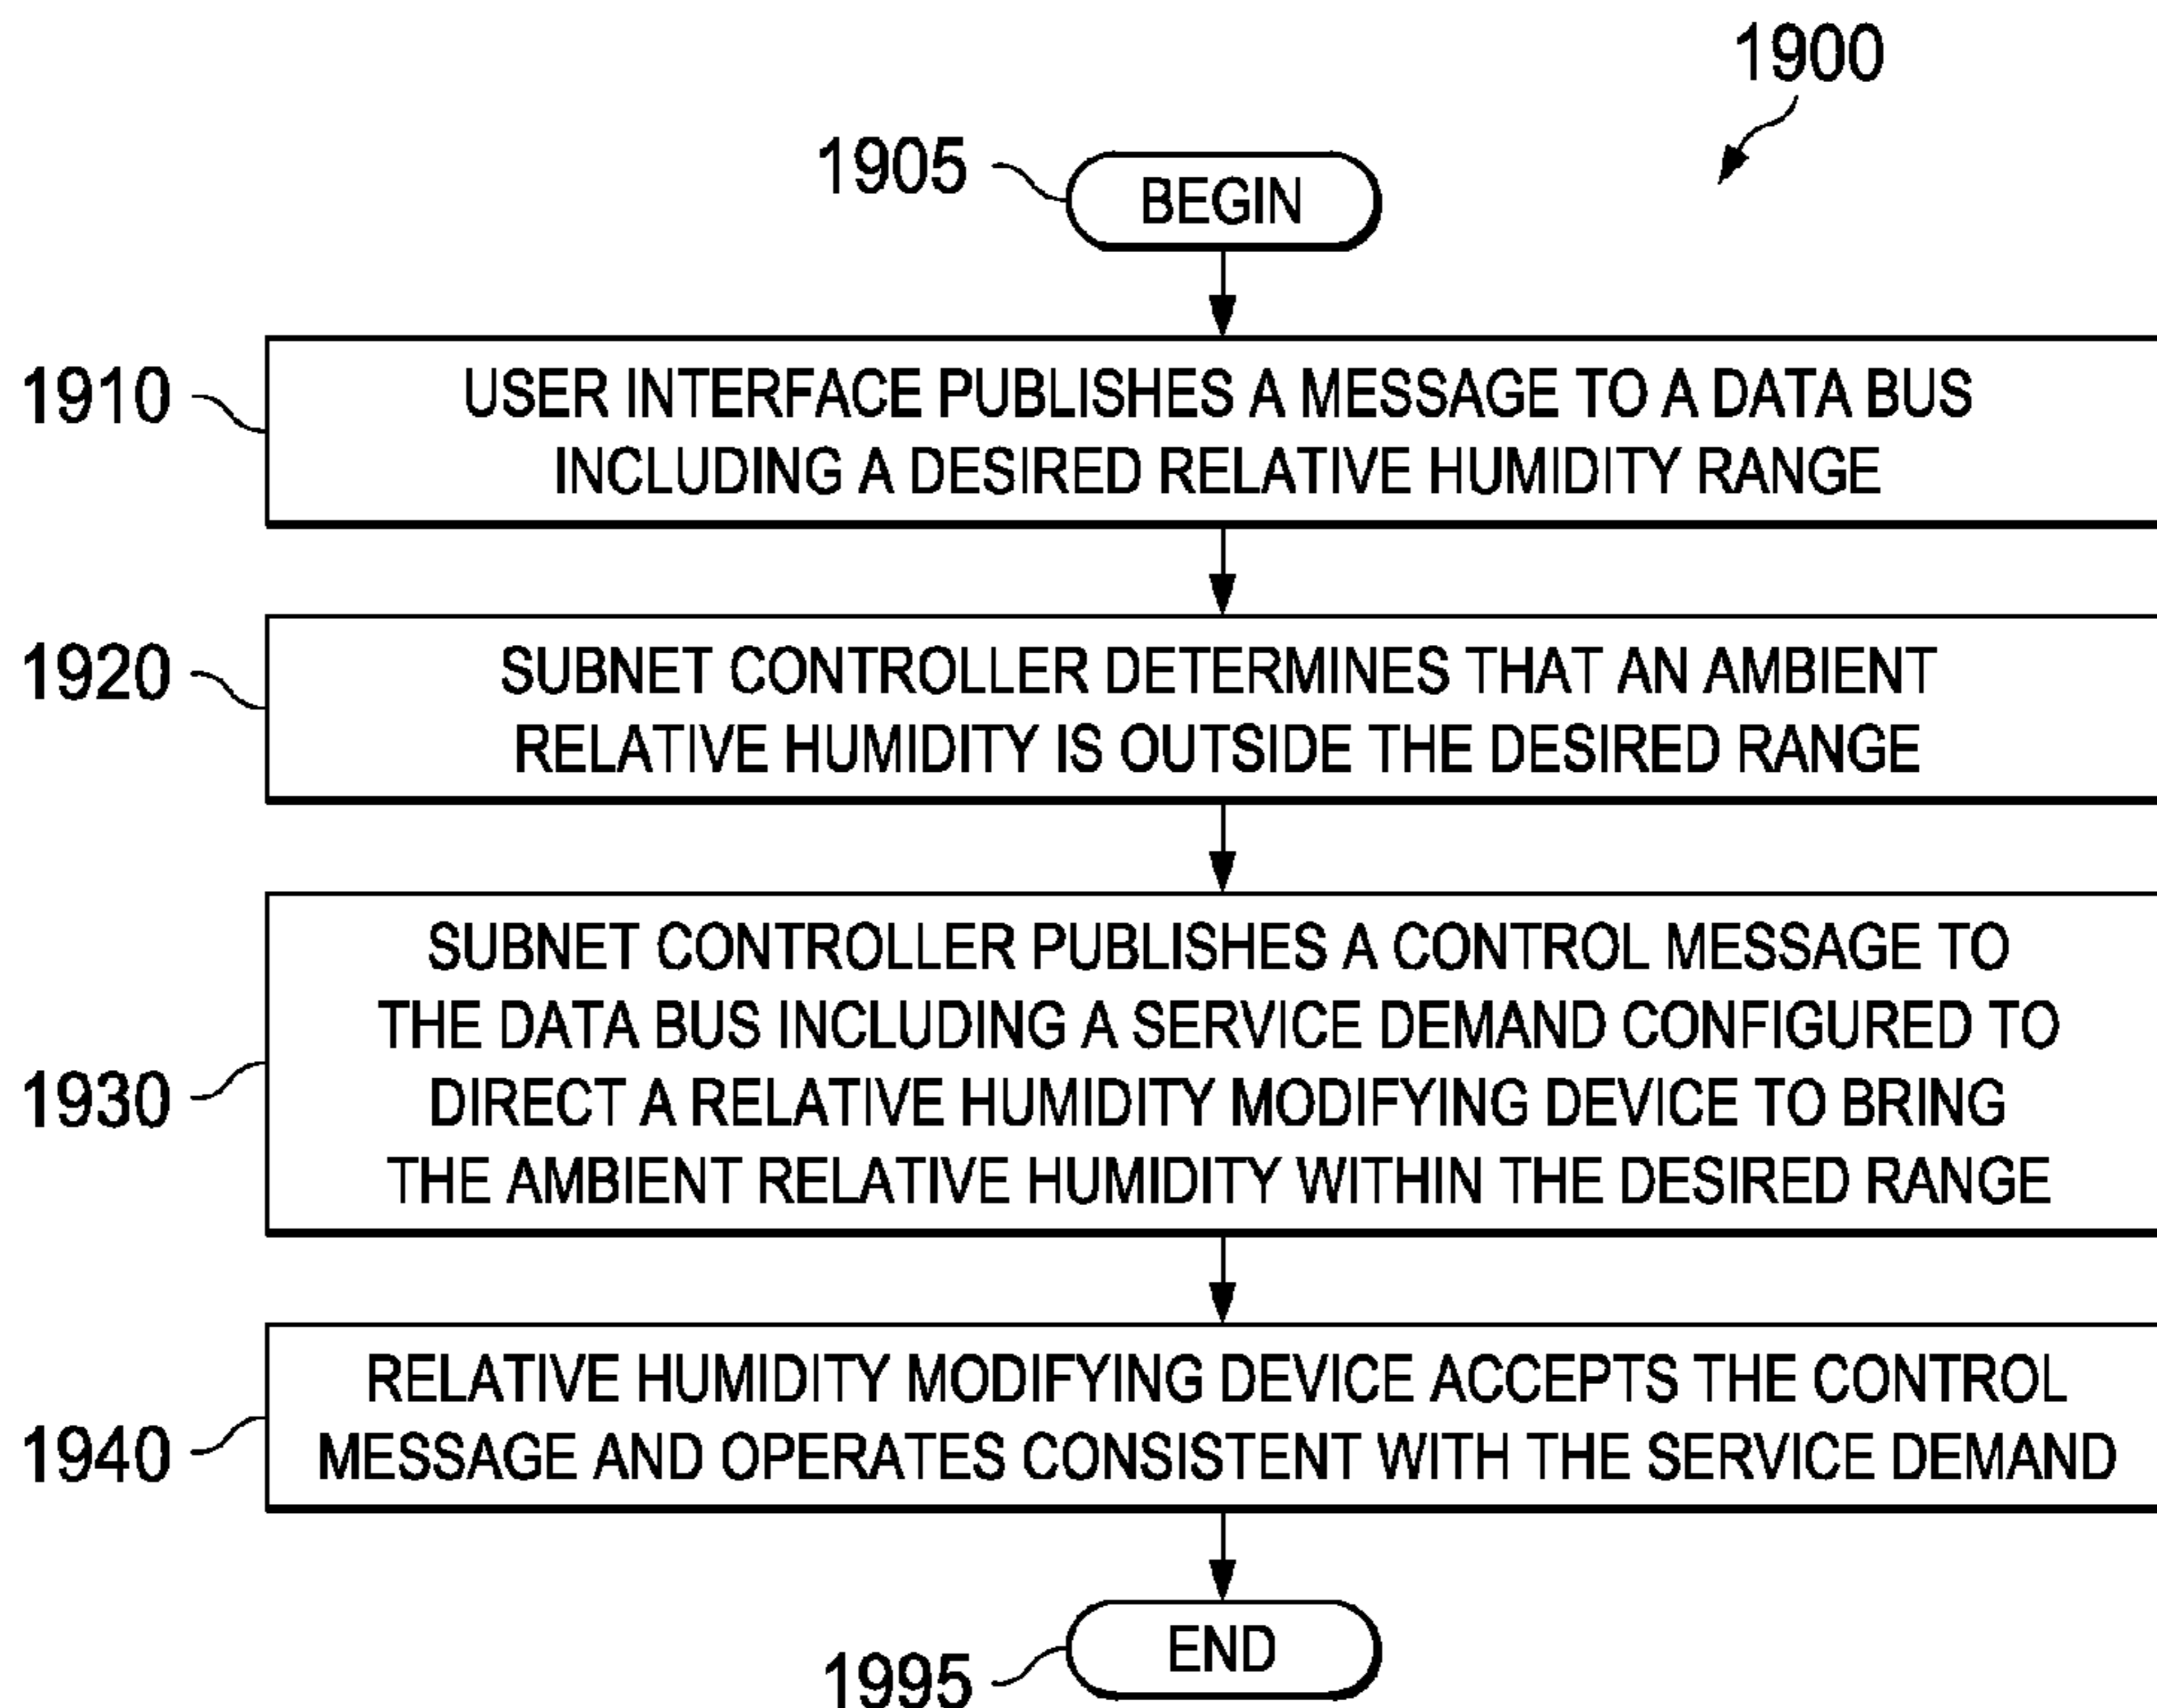 1900
1905
BEGIN
1910
USER INTERFACE PUBLISHES A MESSAGE TO A DATA BUS
INCLUDING A DESIRED RELATIVE HUMIDITY RANGE
1920
SUBNET CONTROLLER DETERMINES THAT AN AMBIENT
RELATIVE HUMIDITY IS OUTSIDE THE DESIRED RANGE
1930
SUBNET CONTROLLER PUBLISHES A CONTROL MESSAGE TO
THE DATA BUS INCLUDING A SERVICE DEMAND CONFIGURED TO
DIRECT A RELATIVE HUMIDITY MODIFYING DEVICE TO BRING
THE AMBIENT RELATIVE HUMIDITY WITHIN THE DESIRED RANGE
1940
RELATIVE HUMIDITY MODIFYING DEVICE ACCEPTS THE CONTROL
MESSAGE AND OPERATES CONSISTENT WITH THE SERVICE DEMAND
END
1995